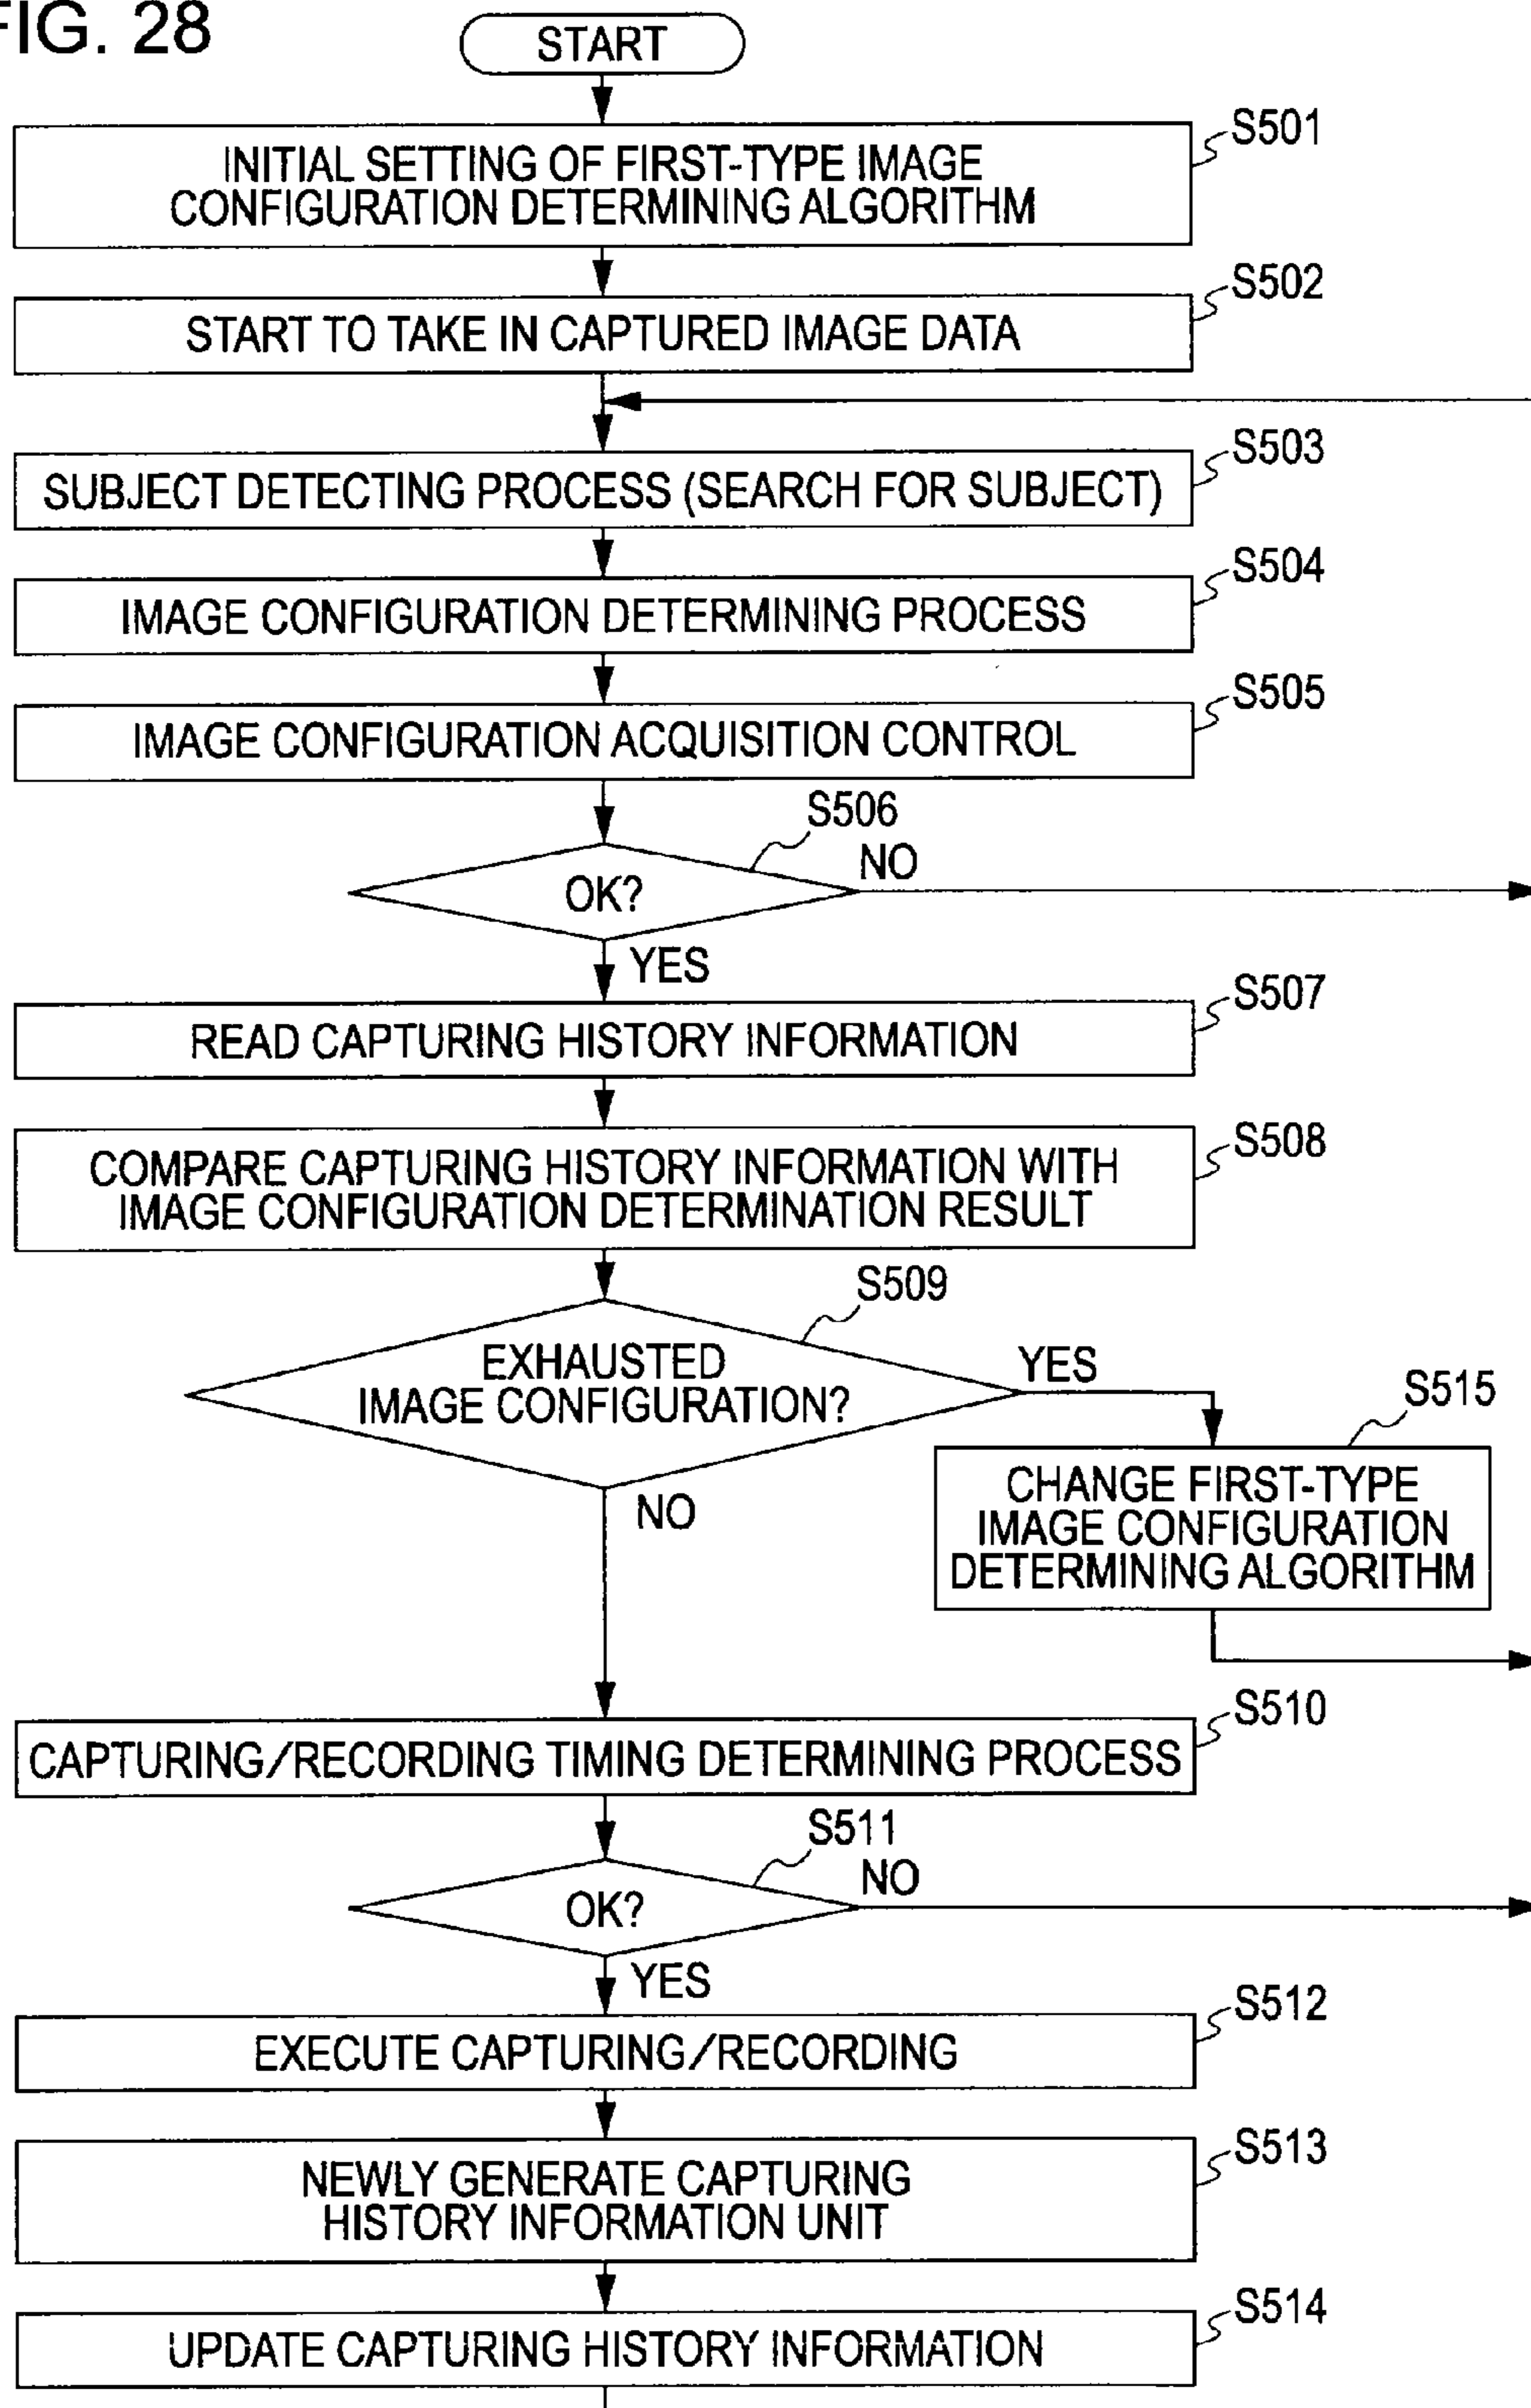 FIG. 28
START
S501
INITIAL SETTING OF FIRST-TYPE IMAGE
CONFIGURATION DETERMINING ALGORITHM
S502
START TO TAKE IN CAPTURED IMAGE DATA
S503
SUBJECT DETECTING PROCESS (SEARCH FOR SUBJECT)
S504
IMAGE CONFIGURATION DETERMINING PROCESS
S505
IMAGE CONFIGURATION ACQUISITION CONTROL
S506
OK?
NO
YES
S507
READ CAPTURING HISTORY INFORMATION
S508
COMPARE CAPTURING HISTORY INFORMATION WITH
IMAGE CONFIGURATION DETERMINATION RESULT
S509
EXHAUSTED
IMAGE CONFIGURATION?
YES
NO
S515
CHANGE FIRST-TYPE
IMAGE CONFIGURATION
DETERMINING ALGORITHM
S510
CAPTURING/RECORDING TIMING DETERMINING PROCESS
S511
OK?
NO
YES
S512
EXECUTE CAPTURING/RECORDING
S513
NEWLY GENERATE CAPTURING
HISTORY INFORMATION UNIT
S514
UPDATE CAPTURING HISTORY INFORMATION